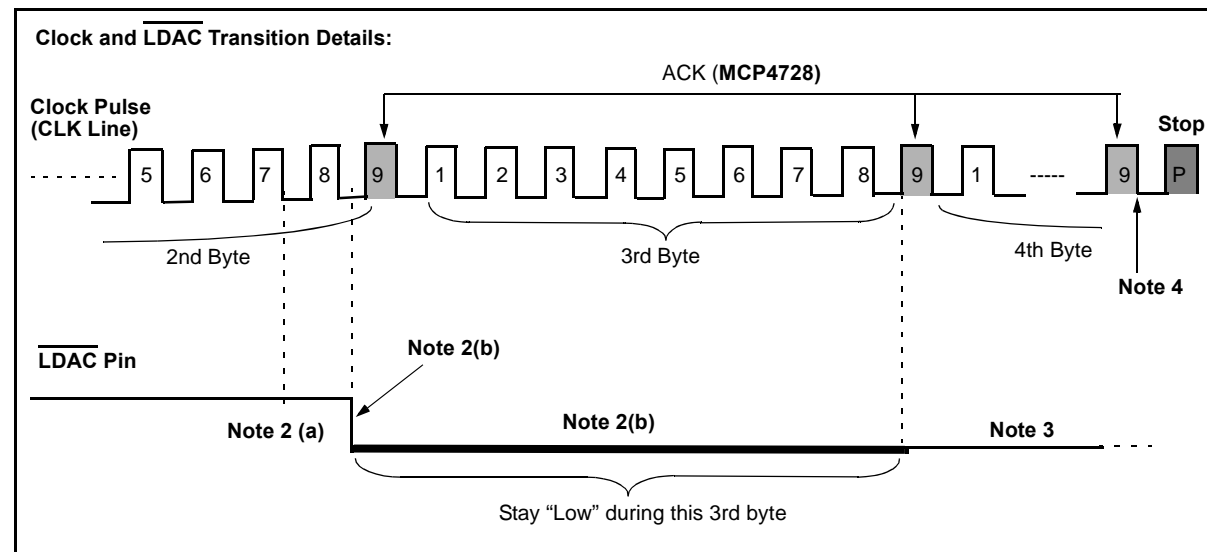 Clock and LDAC Transition Details:
ACK (MCP4728)
Clock Pulse
(CLK Line)
Stop
5 6 7 8 9 1 2 3 4 5 6 7 8 9 1 ----- 9 P
2nd Byte
3rd Byte
4th Byte
Note 4
LDAC Pin
Note 2(b)
Note 2 (a)
Note 2(b)
Note 3
Stay “Low” during this 3rd byte